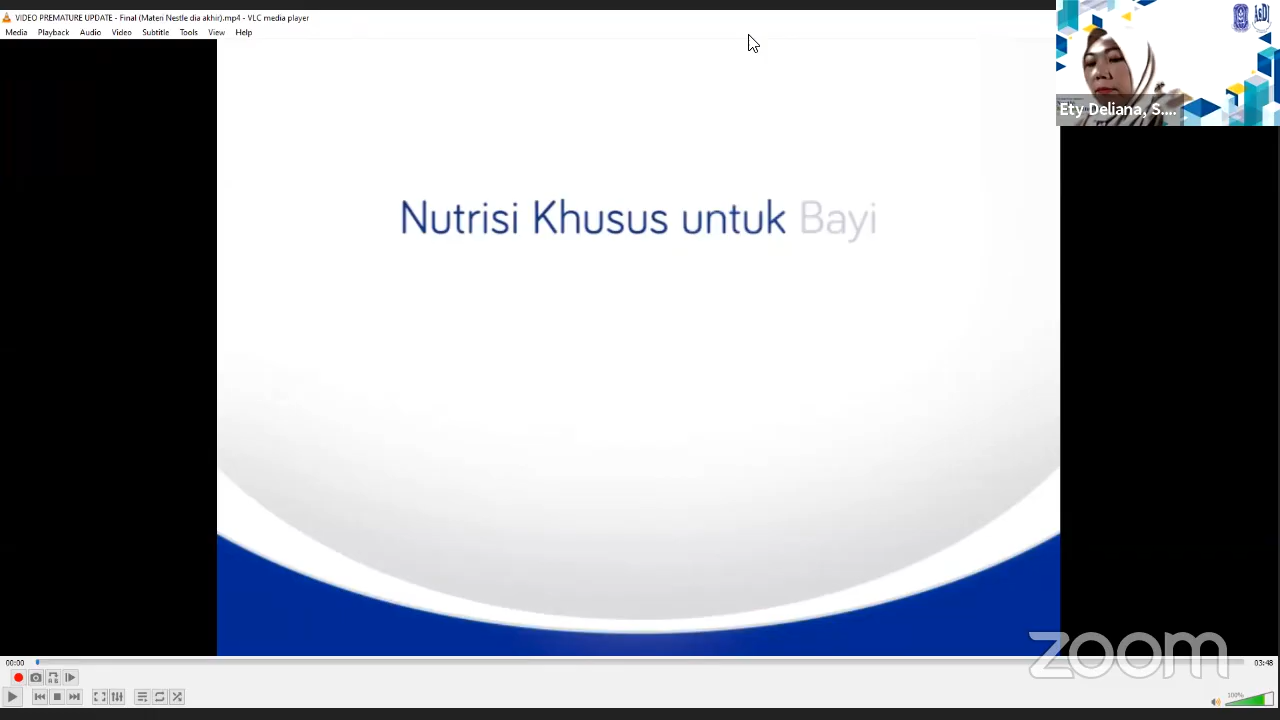 VIDEO PREMATURE UPDATE - Final (Materi Nestle dia akhir).mp4 - VLC media player
Media Playback Audio Video Subtitle Tools View Help
Ety Deliana, S....
Nutrisi Khusus untuk Bayi
zoom
00:00
03:48
100%